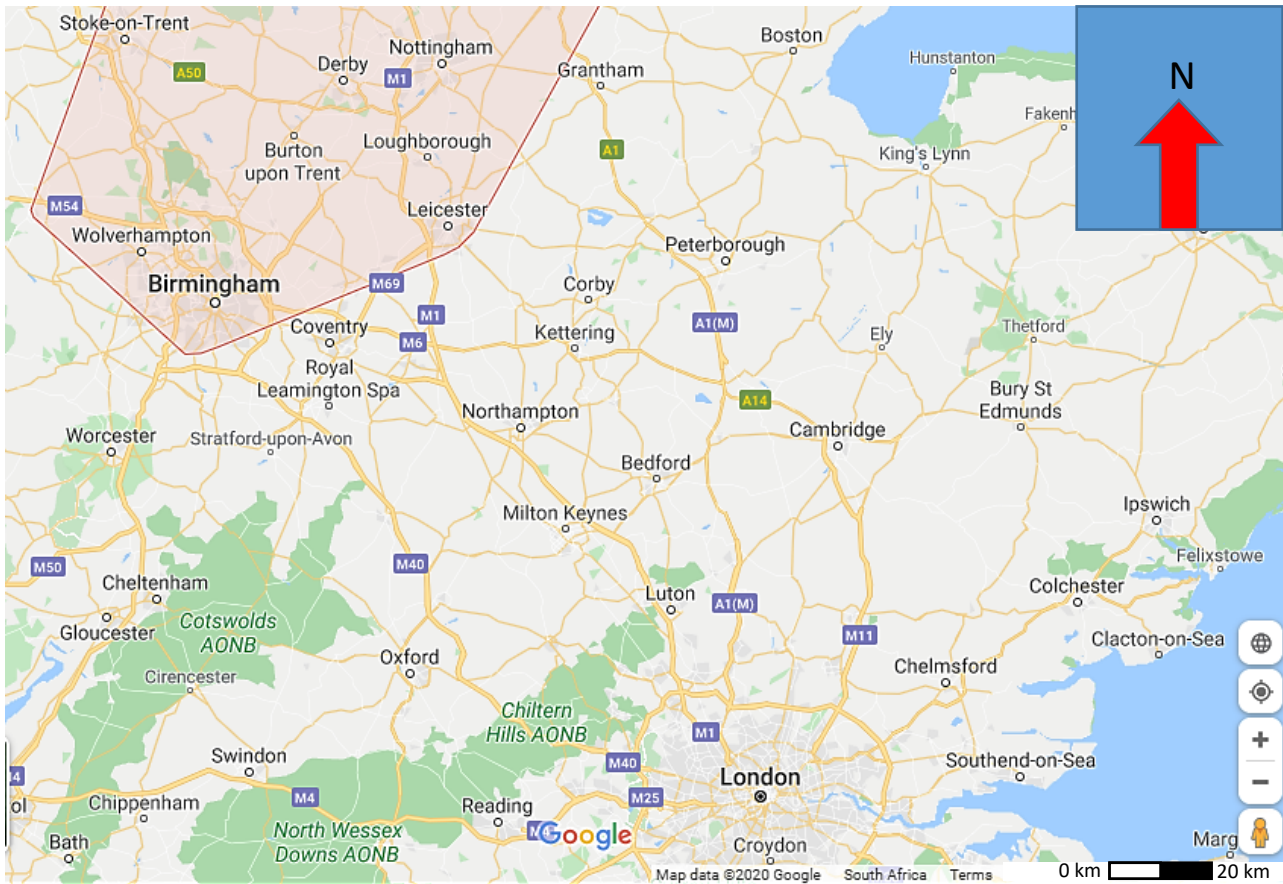 Stoke-on-Trent
Nottingham
Boston
Derby
M1
Grantham
Hunstanton
N
A50
Fakenh
Loughborough
A1
Burton
upon Trent
King's Lynn
M54
Leicester
Wolverhampton
Peterborough
Birmingham
M69
Corby
M1
A1(M)
Coventry
M6
Kettering
Ely
Thetford
Royal
Leamington Spa
A14
Bury St
Edmunds
Northampton
Cambridge
Worcester
Stratford-upon-Avon
Bedford
Milton Keynes
Ipswich
M50
M40
Felixstowe
Cheltenham
Luton
A1(M)
Colchester
Gloucester
Cotswolds
AONB
M11
Clacton-on-Sea
Oxford
Chelmsford
Cirencester
Chiltern
Hills AONB
M1
Swindon
M40
London
Southend-on-Sea
M4
M25
Chippenham
Reading
ol
North Wessex
Downs AONB
Google
Bath
Croydon
Marg
Map data ©2020 Google South Africa Terms
0 km 20 km